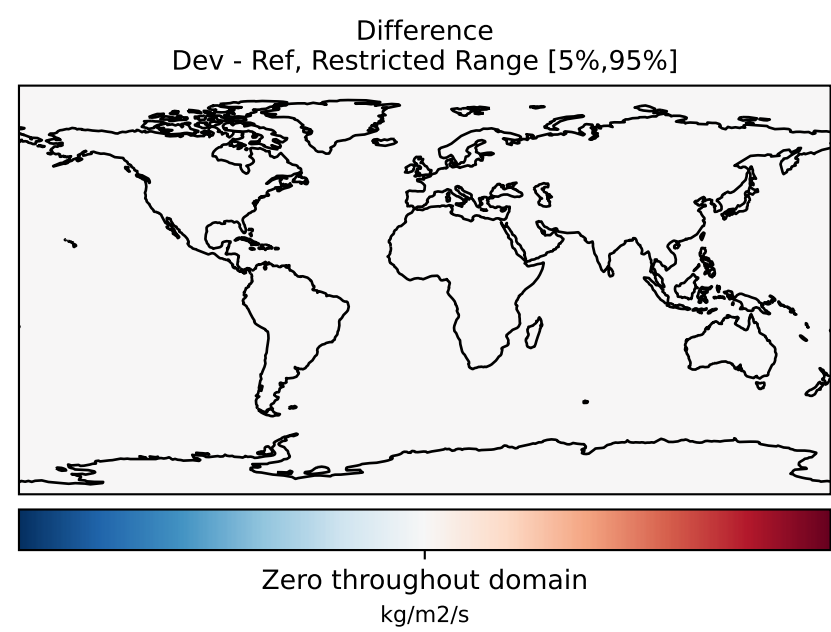 Difference
Dev - Ref, Restricted Range [5%,95%]
Zero throughout domain
kg/m2/s